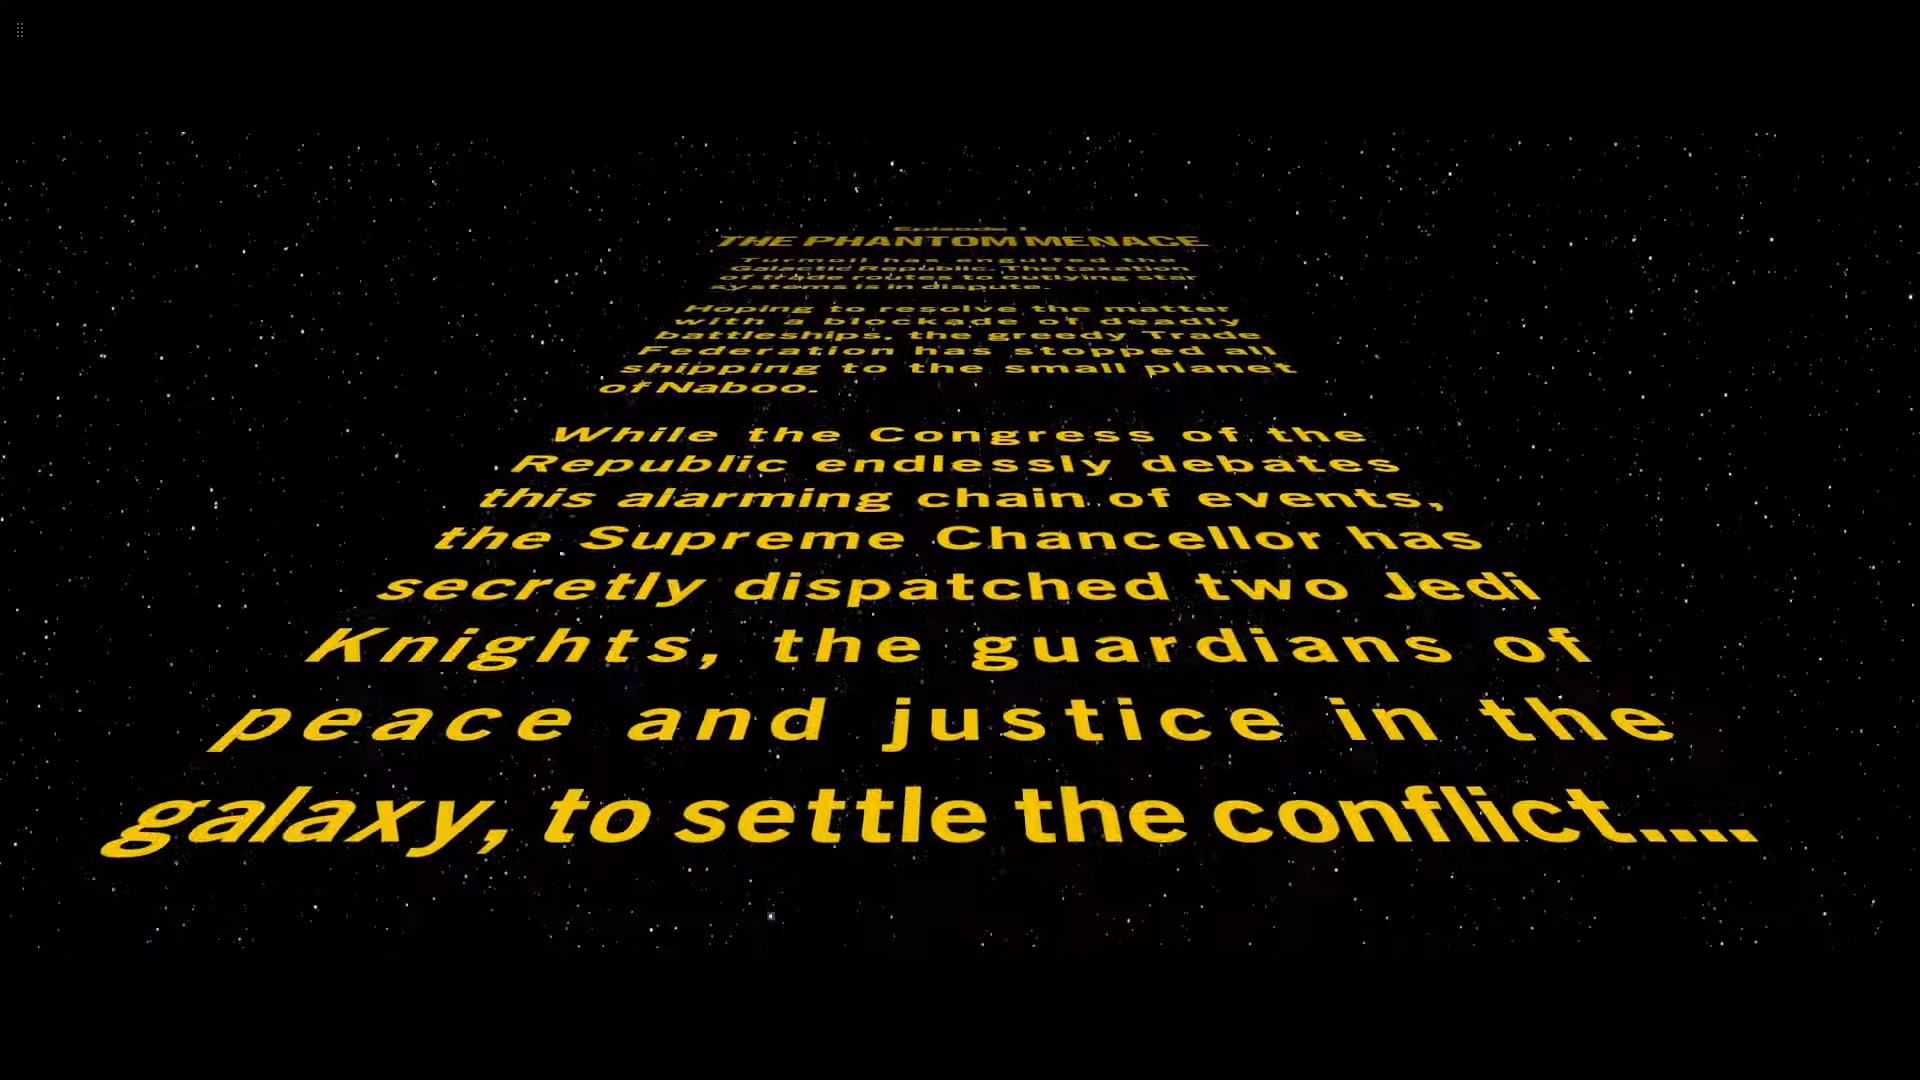 Episode I
THE PHANTOM MENACE
Turmoil has engulfed the
Galactic Republic. The taxation
of trade routes to outlying star
systems is in dispute.
Hoping to resolve the matter
with a blockade of deadly
battleships, the greedy Trade
Federation has stopped all
shipping to the small planet
of Naboo.
While the Congress of the
Republic endlessly debates
this alarming chain of events,
the Supreme Chancellor has
secretly dispatched two Jedi
Knights, the guardians of
peace and justice in the
galaxy, to settle the conflict....